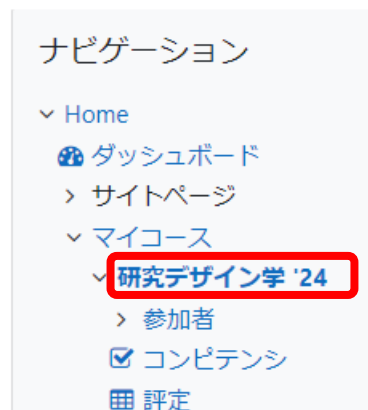 ナビゲーション
Home
ダッシュボード
サイトページ
マイコース
研究デザイン学 '24
参加者
コンピテンシ
評定